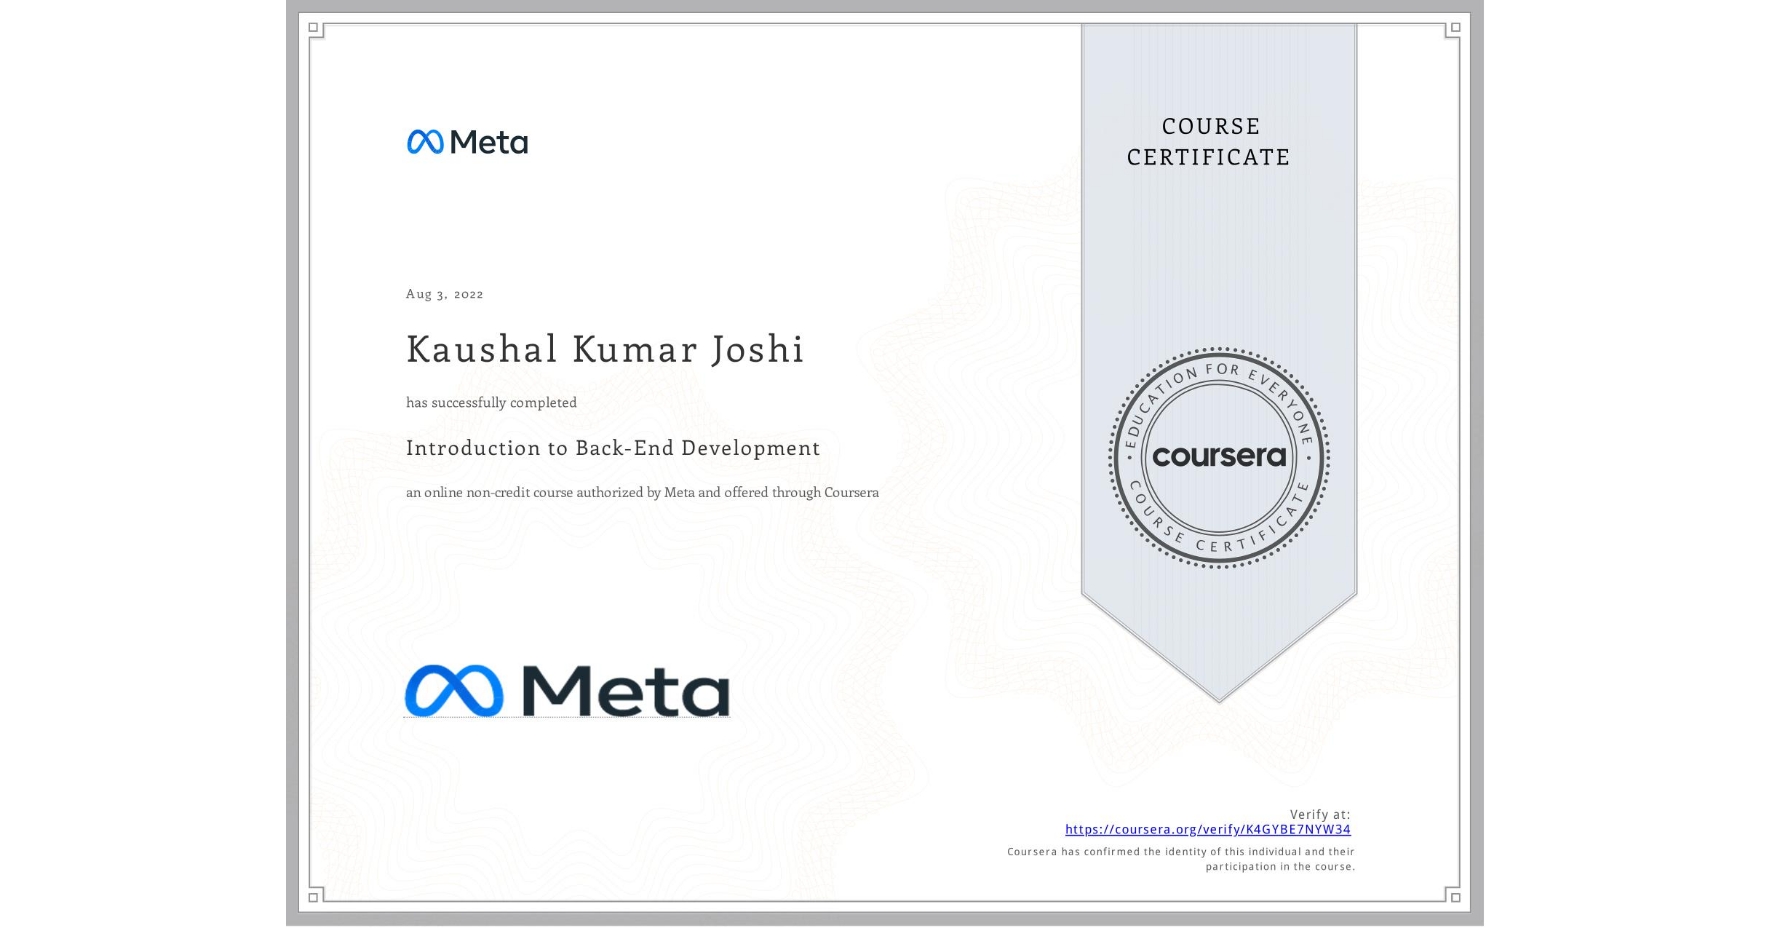 Meta
COURSE
CERTIFICATE
Aug 3, 2022
Kaushal Kumar Joshi
has successfully completed
Introduction to Back-End Development
an online non-credit course authorized by Meta and offered through Coursera
EDUCATION FOR EVERYONE
coursera
COURSE CERTIFICATE
Meta
Verify at:
https://coursera.org/verify/K4GYBE7NYW34
Coursera has confirmed the identity of this individual and their
participation in the course.